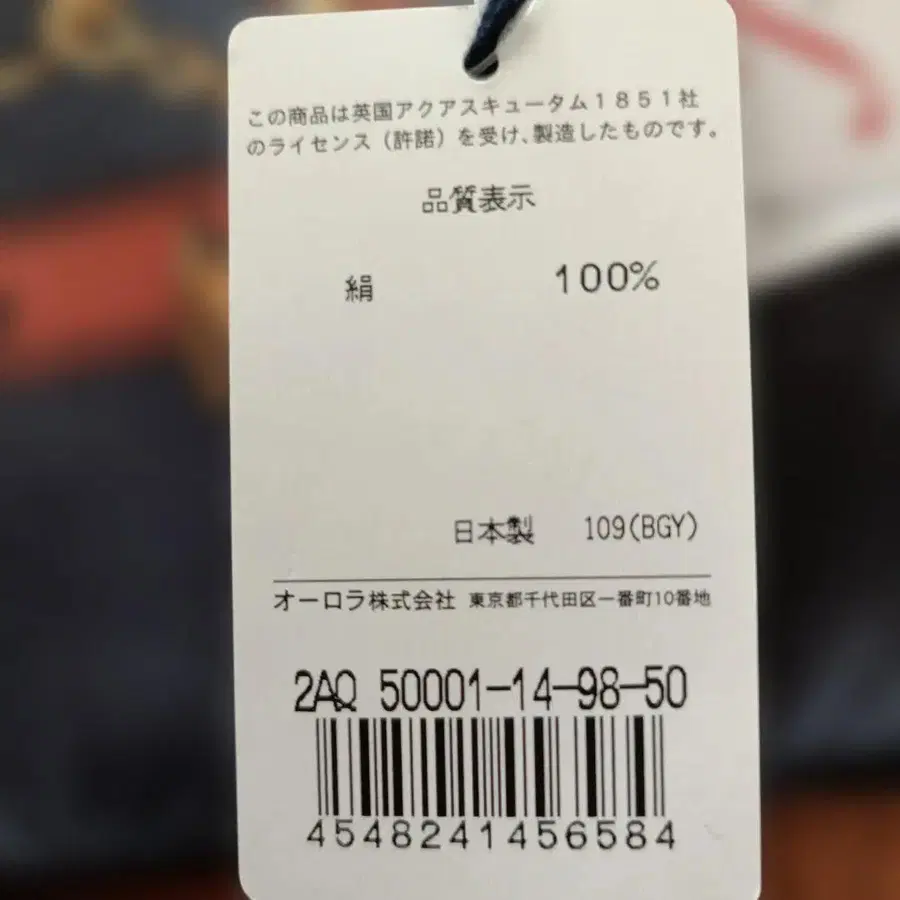 この商品は英国アクアスキュータム１８５１社
のライセンス（許諾）を受け､製造したものです。
品質表示
絹 100%
日本製 109(BGY)
オーロラ株式会社 東京都千代田区一番町10番地
2AQ 50001-14-98-50
4548241456584